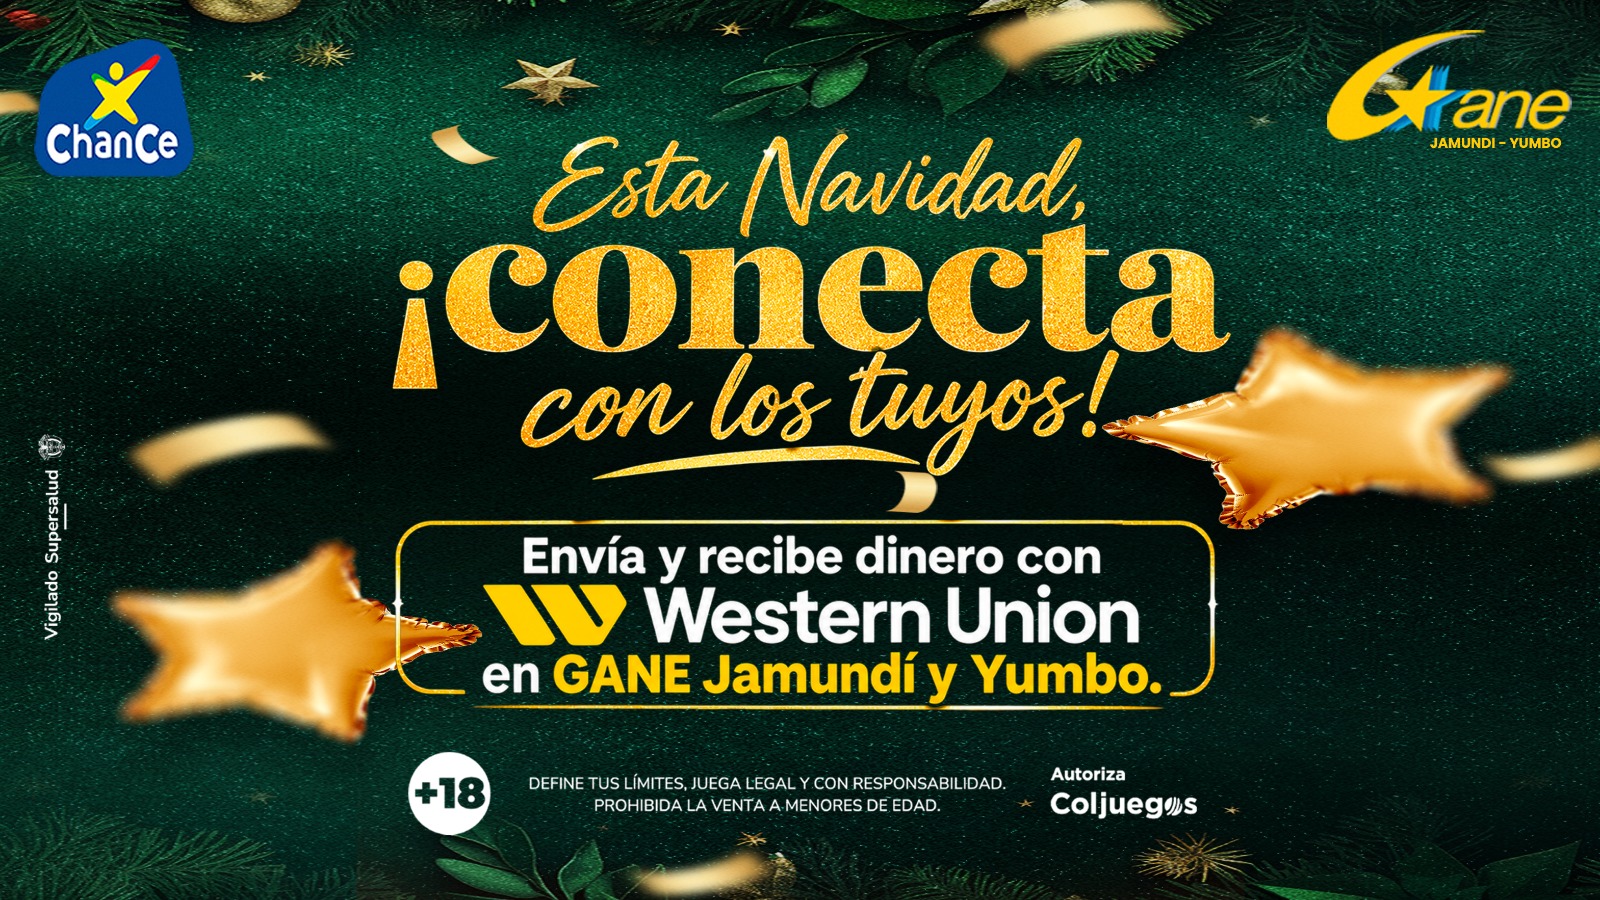 ChanCe
Gane
JAMUNDI - YUMBO
Esta Navidad,
¡conecta
con los tuyos!
Envía y recibe dinero con
Western Union
en GANE Jamundí y Yumbo.
Vigilado Supersalud
+18
DEFINE TUS LÍMITES, JUEGA LEGAL Y CON RESPONSABILIDAD.
PROHIBIDA LA VENTA A MENORES DE EDAD.
Autoriza
Coljuegos